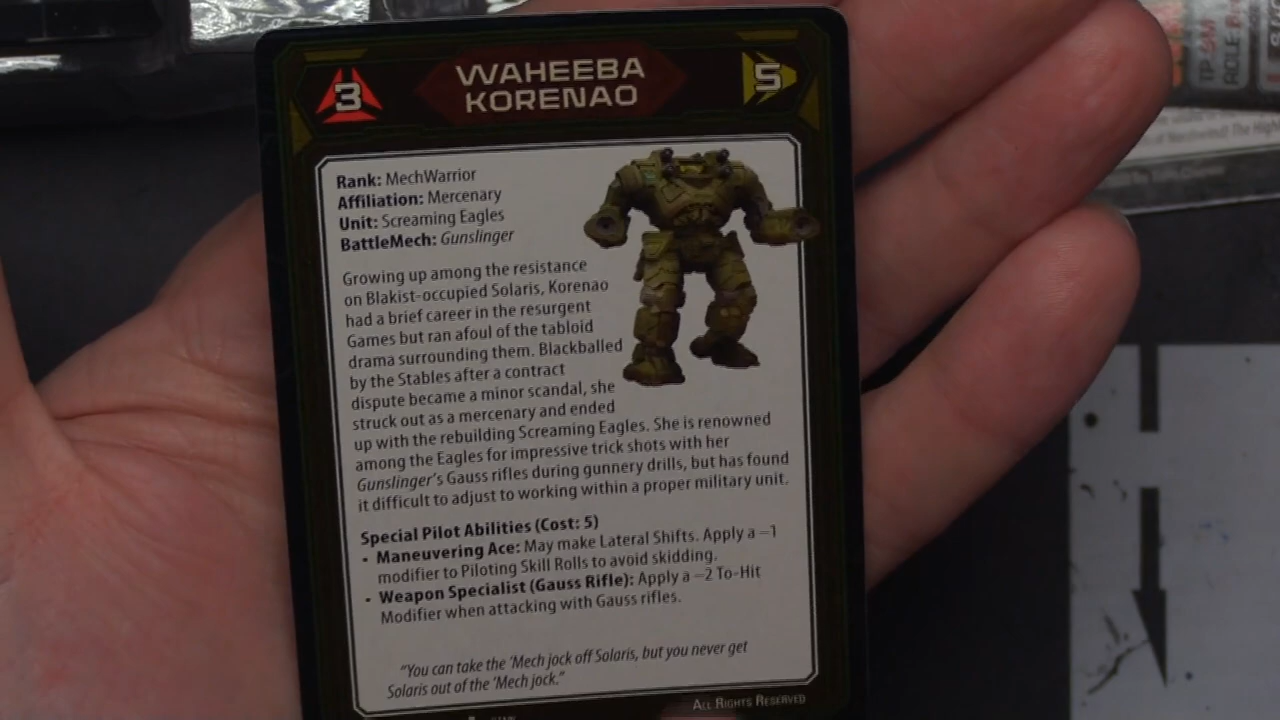 3
WAHEEBA
KORENAO
5
Rank: MechWarrior
Affiliation: Mercenary
Unit: Screaming Eagles
BattleMech: Gunslinger
Growing up among the resistance
on Blakist-occupied Solaris, Korenao
had a brief career in the resurgent
Games but ran afoul of the tabloid
drama surrounding them. Blackballed
by the Stables after a contract
dispute became a minor scandal, she
struck out as a mercenary and ended
up with the rebuilding Screaming Eagles. She is renowned
among the Eagles for impressive trick shots with her
Gunslinger's Gauss rifles during gunnery drills, but has found
it difficult to adjust to working within a proper military unit.
Special Pilot Abilities (Cost: 5)
• Maneuvering Ace: May make Lateral Shifts. Apply a –1
modifier to Piloting Skill Rolls to avoid skidding.
• Weapon Specialist (Gauss Rifle): Apply a –2 To-Hit
Modifier when attacking with Gauss rifles.
"You can take the 'Mech jock off Solaris, but you never get
Solaris out of the 'Mech jock."
All Rights Reserved